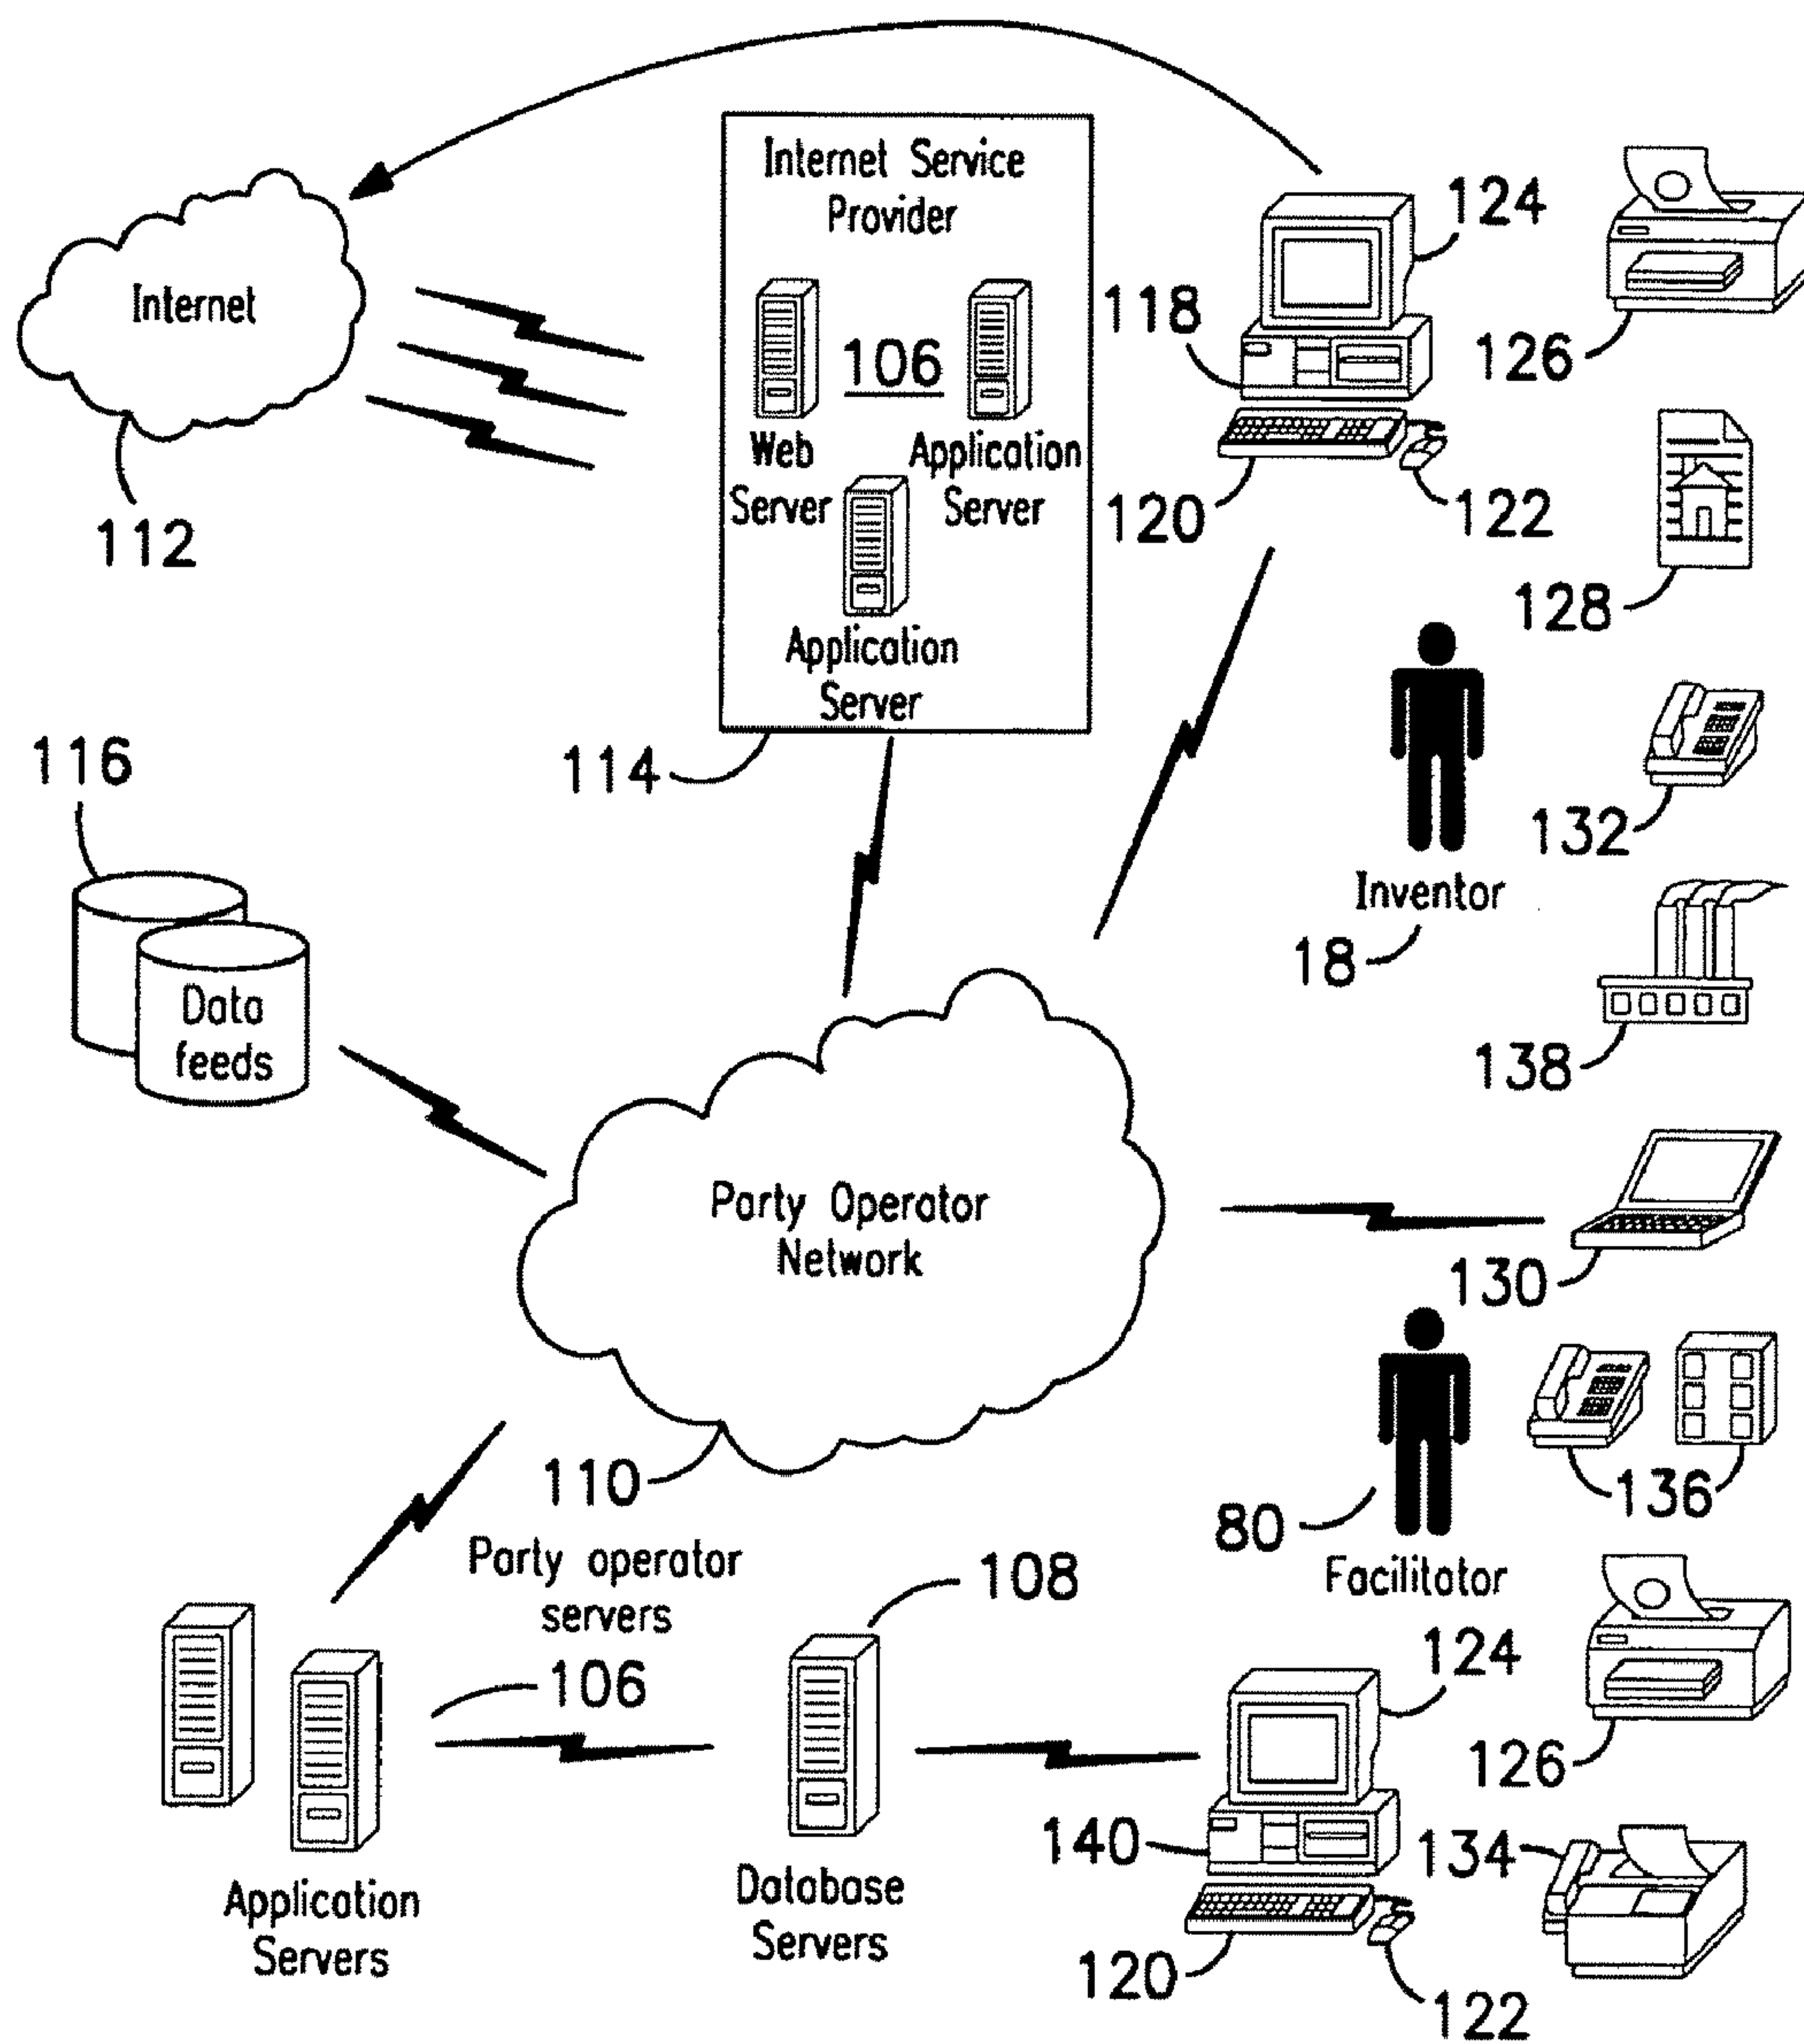 Internet Service
Provider
124
Internet
118
106
126
Web
Server
Application
Server
120
122
112
128
Application
Server
116
114
132
Inventor
18
Data
feeds
138
Party Operator
Network
130
110
136
80
Party operator
servers
108
Facilitator
106
124
126
140
134
Application
Servers
Database
Servers
120
122